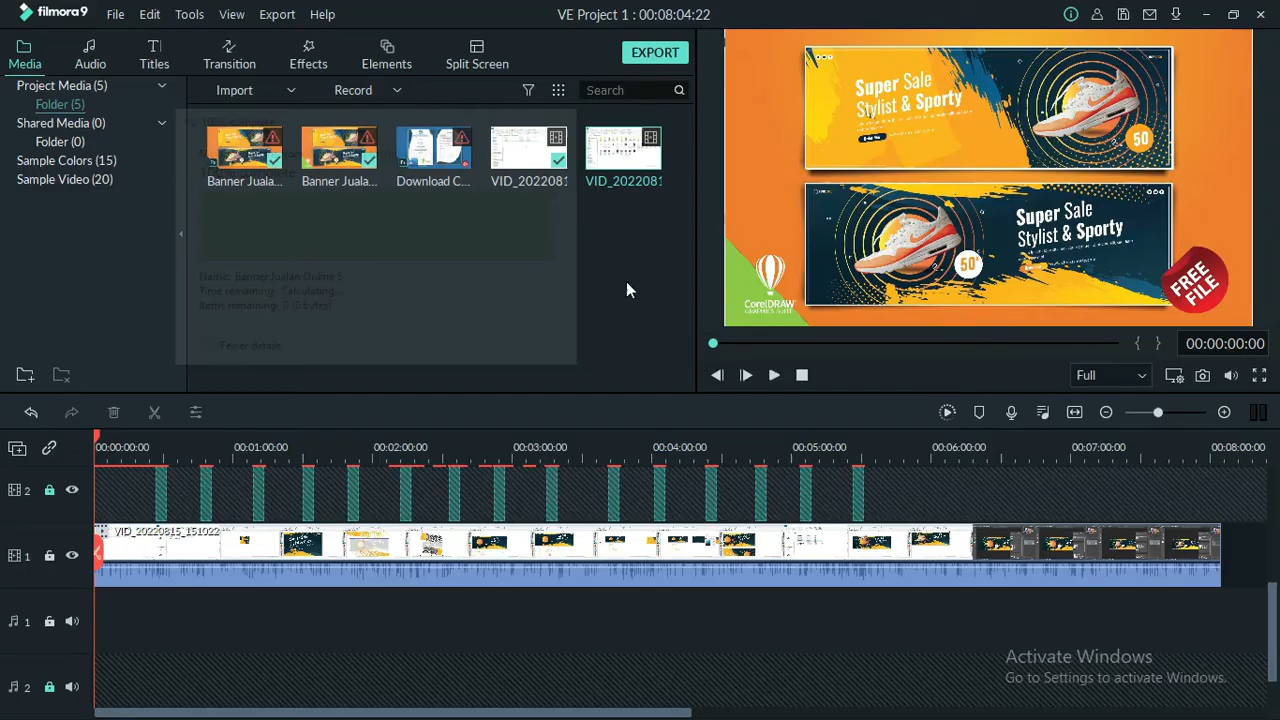 filmora9
File Edit Tools View Export Help
VE Project 1 : 00:08:04:22
Media Audio Titles Transition Effects Elements Split Screen
EXPORT
Project Media (5)
Folder (5)
Shared Media (0)
Folder (0)
Sample Colors (15)
Sample Video (20)
Import Record Search
100% complete
Banner Juala... Banner Juala... Download C... VID_202208 VID_202208
Name: Banner Jualan Online 5
Time remaining: Calculating...
Items remaining: 0 (0 bytes)
Fewer details
Super Sale
Stylist & Sporty
50
Super Sale
Stylist & Sporty
50
CorelDRAW
GRAPHICS SUITE
FREE
FILE
00:00:00:00
Full
00:00:00:00 00:01:00:00 00:02:00:00 00:03:00:00 00:04:00:00 00:05:00:00 00:06:00:00 00:07:00:00 00:08:00:00
2
1
VID_20220815_151022
1
2
Activate Windows
Go to Settings to activate Windows.